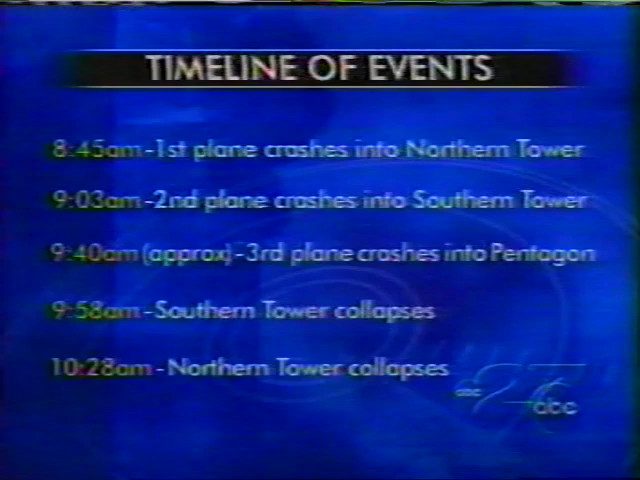 TIMELINE OF EVENTS
8:45am-1st plane crashes into Northern Tower
9:03am-2nd plane crashes into Southern Tower
9:40am (approx)-3rd plane crashes into Pentagon
9:58am-Southern Tower collapses
10:28am-Northern Tower collapses
abc 27
abc